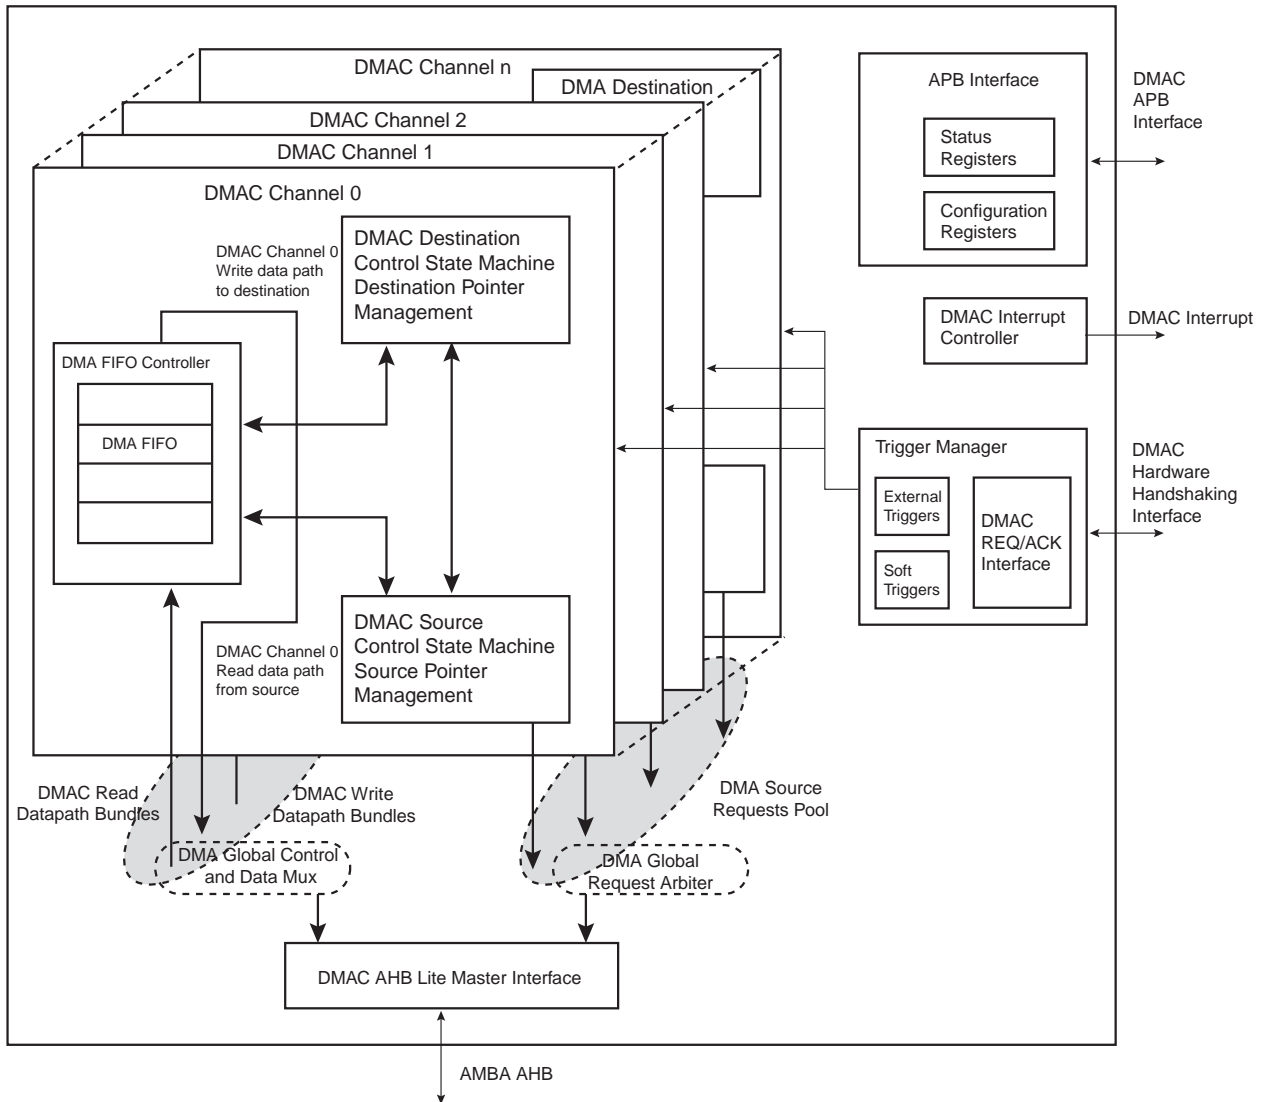 DMAC Channel n
DMA Destination
DMAC Channel 2
DMAC Channel 1
DMAC Channel 0
DMAC Channel 0
Write data path
to destination
DMAC Destination
Control State Machine
Destination Pointer
Management
DMA FIFO Controller
DMA FIFO
DMAC Channel 0
Read data path
from source
DMAC Source
Control State Machine
Source Pointer
Management
APB Interface
Status
Registers
Configuration
Registers
DMAC
APB
Interface
DMAC Interrupt
Controller
DMAC Interrupt
Trigger Manager
External
Triggers
Soft
Triggers
DMAC
REQ/ACK
Interface
DMAC
Hardware
Handshaking
Interface
DMAC Read
Datapath Bundles
DMAC Write
Datapath Bundles
DMA Source
Requests Pool
DMA Global Control
and Data Mux
DMA Global
Request Arbiter
DMAC AHB Lite Master Interface
AMBA AHB